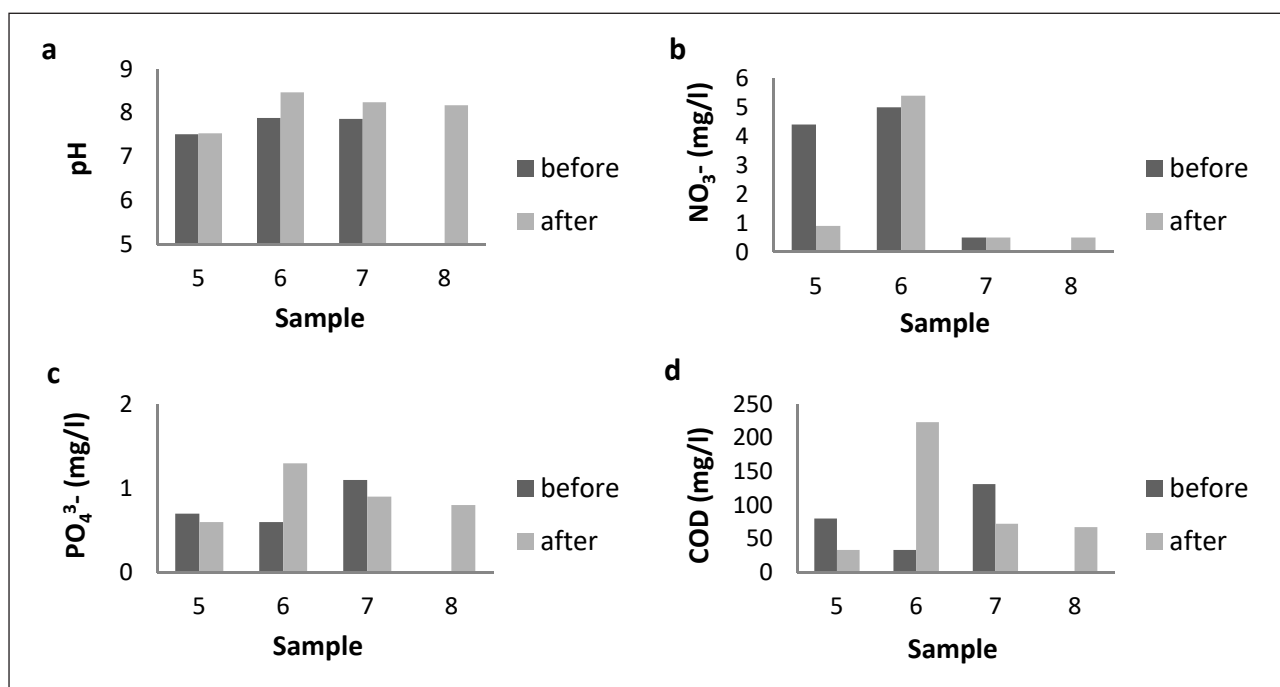 a
pH
9
8
7
6
5
5 6 7 8
Sample
before
after
b
NO₃- (mg/l)
6
5
4
3
2
1
0
5 6 7 8
Sample
before
after
c
PO₄³- (mg/l)
2
1
0
5 6 7 8
Sample
before
after
d
COD (mg/l)
250
200
150
100
50
0
5 6 7 8
Sample
before
after